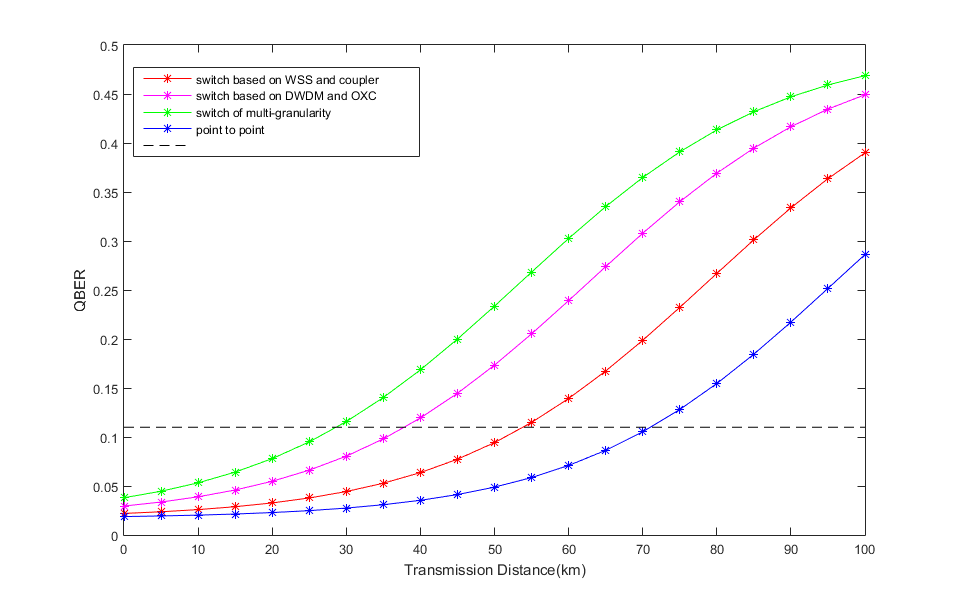 0.5
0.45
0.4
0.35
0.3
0.25
0.2
0.15
0.1
0.05
0
QBER
switch based on WSS and coupler
switch based on DWDM and OXC
switch of multi-granularity
point to point
0 10 20 30 40 50 60 70 80 90 100
Transmission Distance(km)